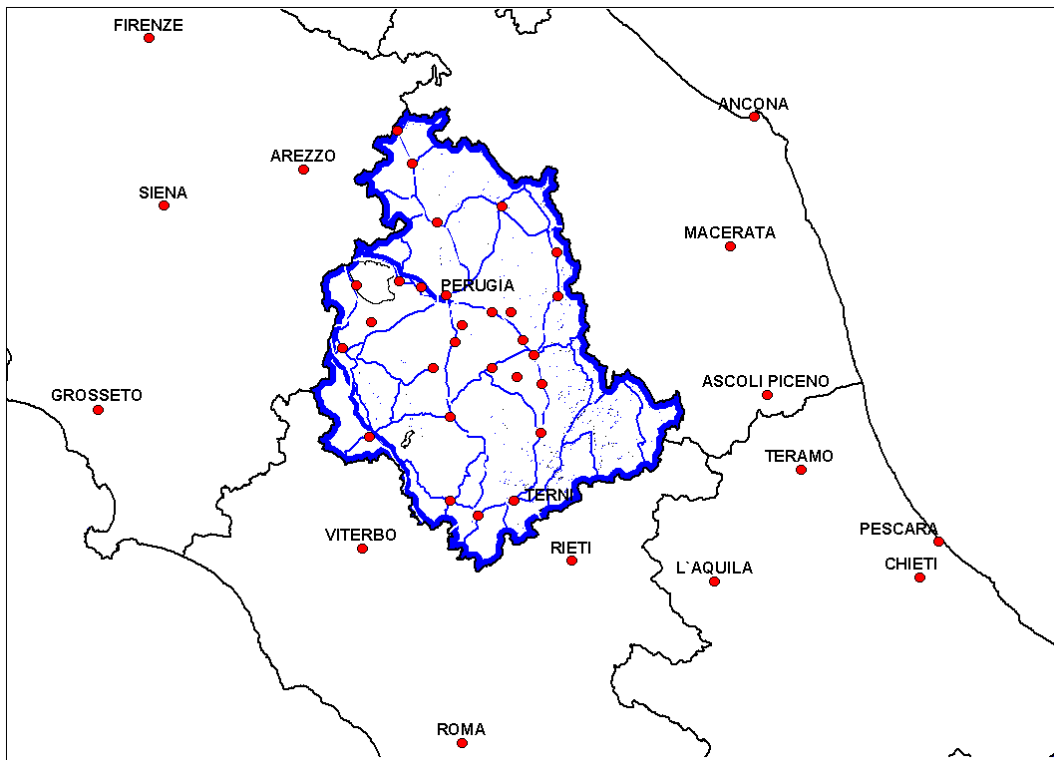 FIRENZE
ANCONA
AREZZO
SIENA
MACERATA
PERUGIA
GROSSETO
ASCOLI PICENO
TERAMO
TERNI
PESCARA
VITERBO
RIETI
L`AQUILA
CHIETI
ROMA